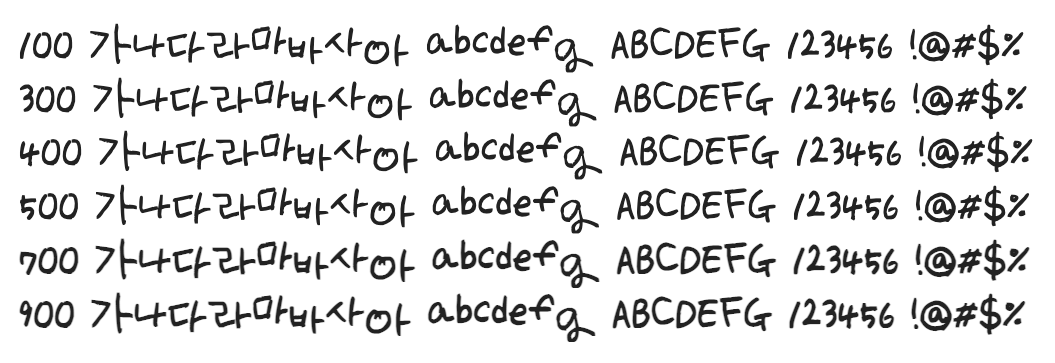 100 가나다라마바사아 abcdefg ABCDEFG 123456 !@#$%
300 가나다라마바사아 abcdefg ABCDEFG 123456 !@#$%
400 가나다라마바사아 abcdefg ABCDEFG 123456 !@#$%
500 가나다라마바사아 abcdefg ABCDEFG 123456 !@#$%
700 가나다라마바사아 abcdefg ABCDEFG 123456 !@#$%
900 가나다라마바사아 abcdefg ABCDEFG 123456 !@#$%